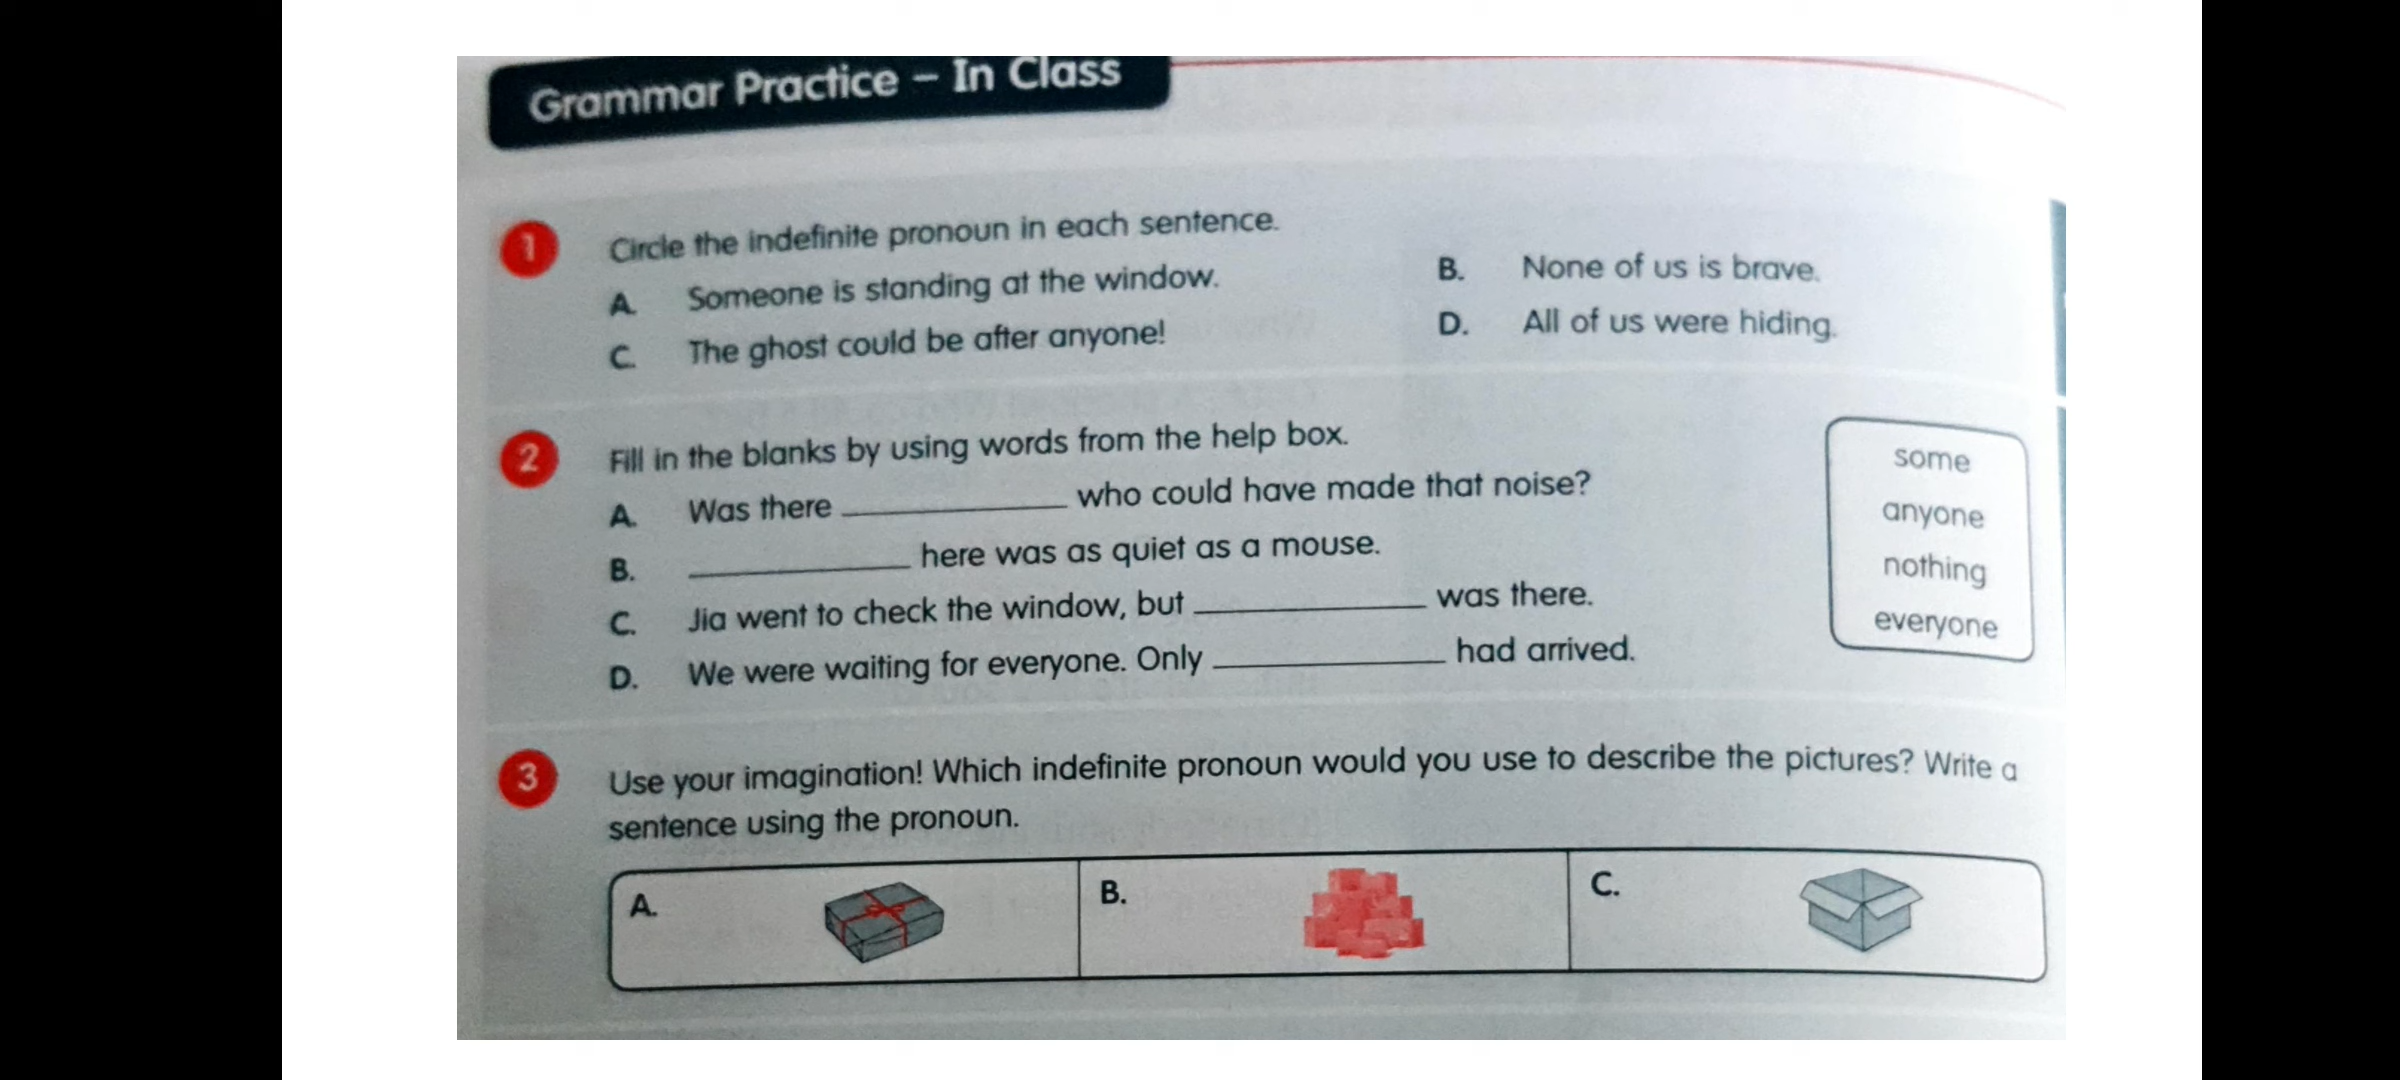 Grammar Practice – In Class
1 Circle the indefinite pronoun in each sentence.
A. Someone is standing at the window.
B. None of us is brave.
C. The ghost could be after anyone!
D. All of us were hiding.
2 Fill in the blanks by using words from the help box.
A. Was there ____________ who could have made that noise?
B. ____________ here was as quiet as a mouse.
C. Jia went to check the window, but ____________ was there.
D. We were waiting for everyone. Only ____________ had arrived.
some
anyone
nothing
everyone
3 Use your imagination! Which indefinite pronoun would you use to describe the pictures? Write a
sentence using the pronoun.
A.
B.
C.